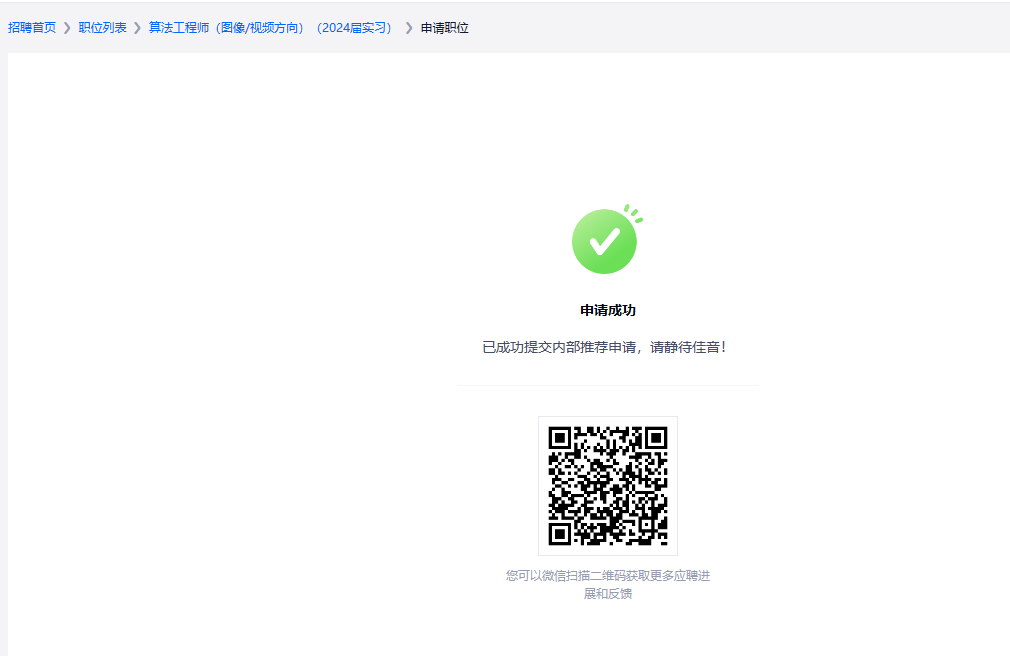 招聘首页 ❯ 职位列表 ❯ 算法工程师（图像/视频方向）（2024届实习） ❯ 申请职位
申请成功
已成功提交内部推荐申请，请静待佳音！
您可以微信扫描二维码获取更多应聘进
展和反馈